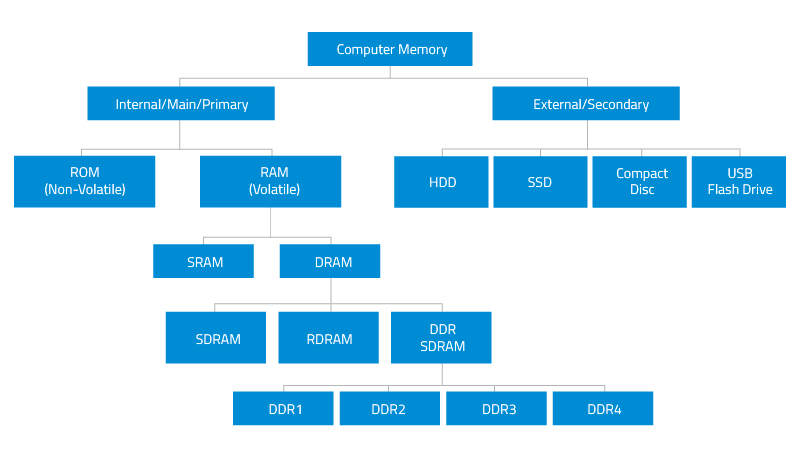 Computer Memory
Internal/Main/Primary
External/Secondary
ROM
(Non-Volatile)
RAM
(Volatile)
HDD
SSD
Compact
Disc
USB
Flash Drive
SRAM
DRAM
SDRAM
RDRAM
DDR
SDRAM
DDR1
DDR2
DDR3
DDR4